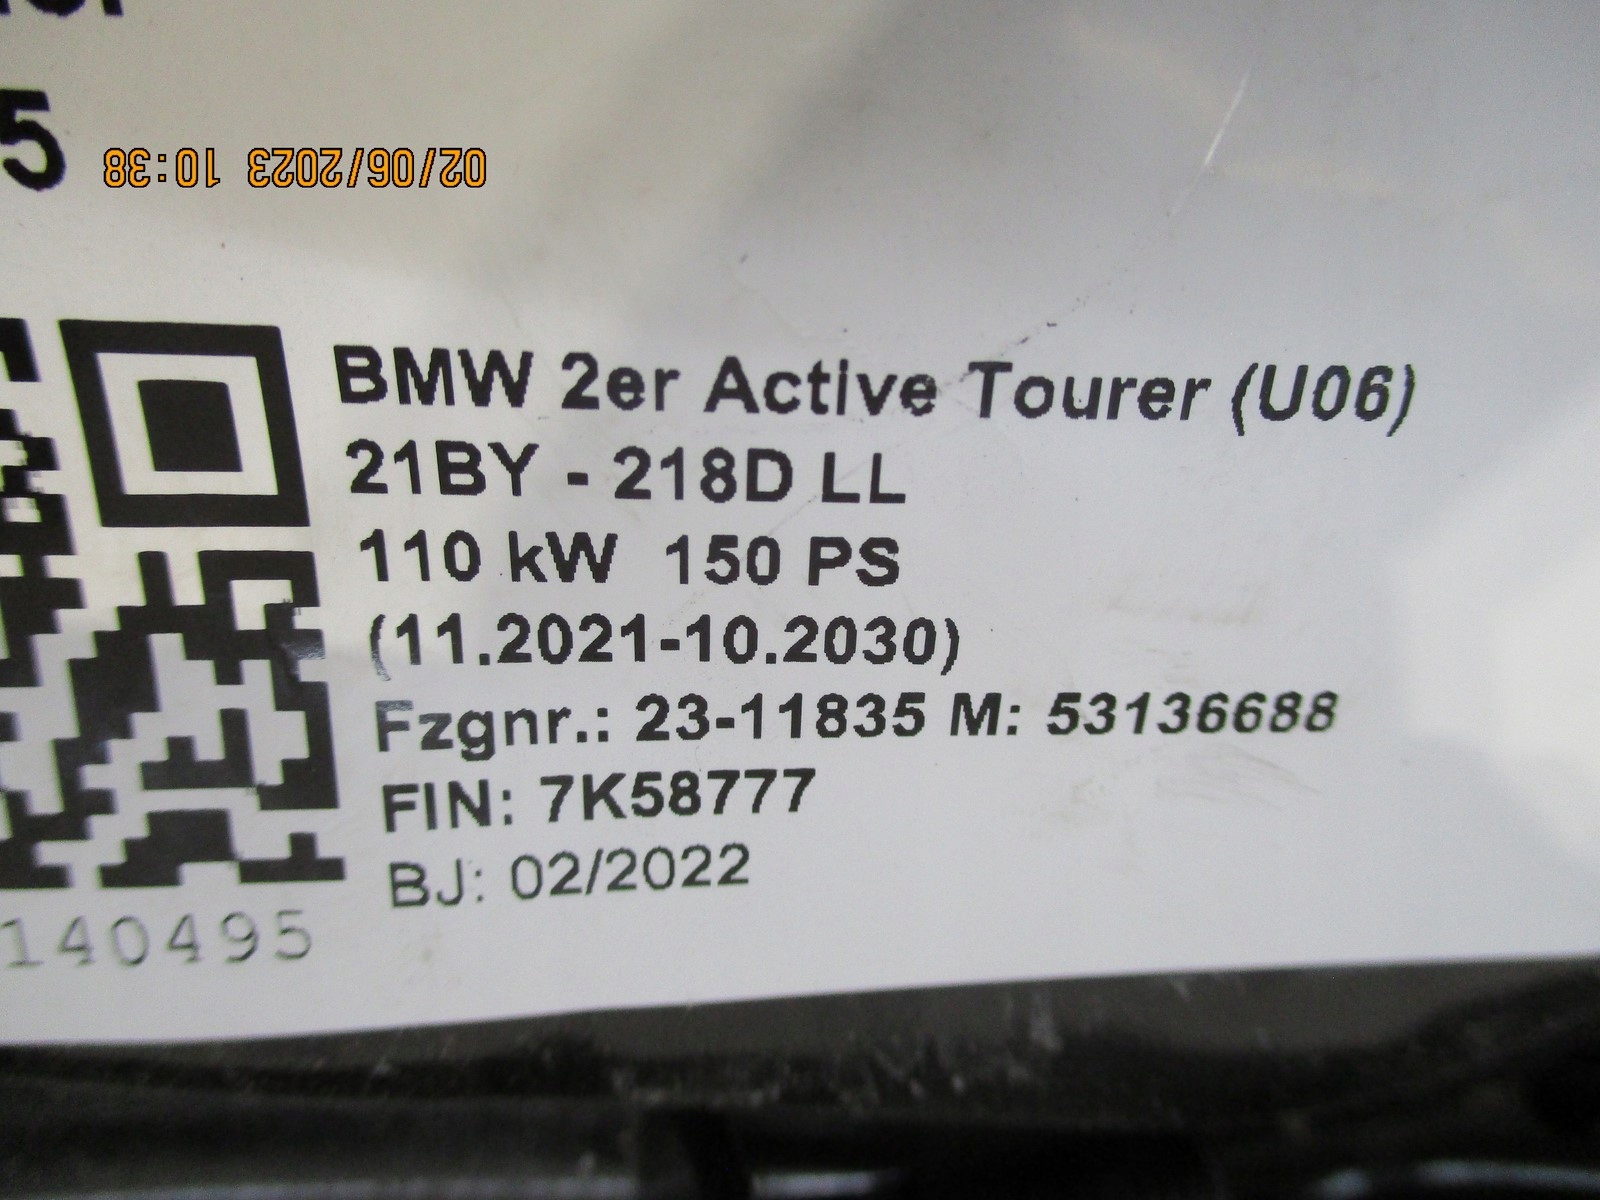 5
02/06/2023 10:38
BMW 2er Active Tourer (U06)
21BY - 218D LL
110 kW 150 PS
(11.2021-10.2030)
Fzgnr.: 23-11835 M: 53136688
FIN: 7K58777
BJ: 02/2022
140495